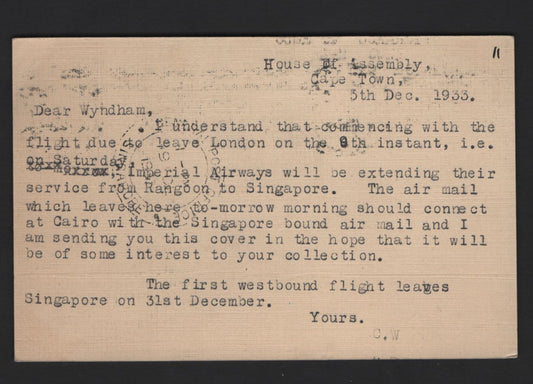 11
House of Assembly,
Cape Town,
5th Dec. 1933.
Dear Wyndham,
I understand that commencing with the
flight due to leave London on the 9th instant, i.e.
on Saturday,
Imperial Airways will be extending their
service from Rangoon to Singapore. The air mail
which leaves here to-morrow morning should connect
at Cairo with the Singapore bound air mail and I
am sending you this cover in the hope that it will
be of some interest to your collection.
The first westbound flight leaves
Singapore on 31st December.
Yours.
C.W